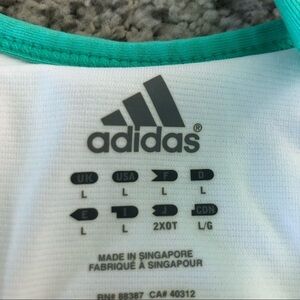 adidas®
UK USA F D
L L L L
E I J CDN
L L 2XOT L/G
MADE IN SINGAPORE
FABRIQUÉ À SINGAPOUR
RN# 88387 CA# 40312